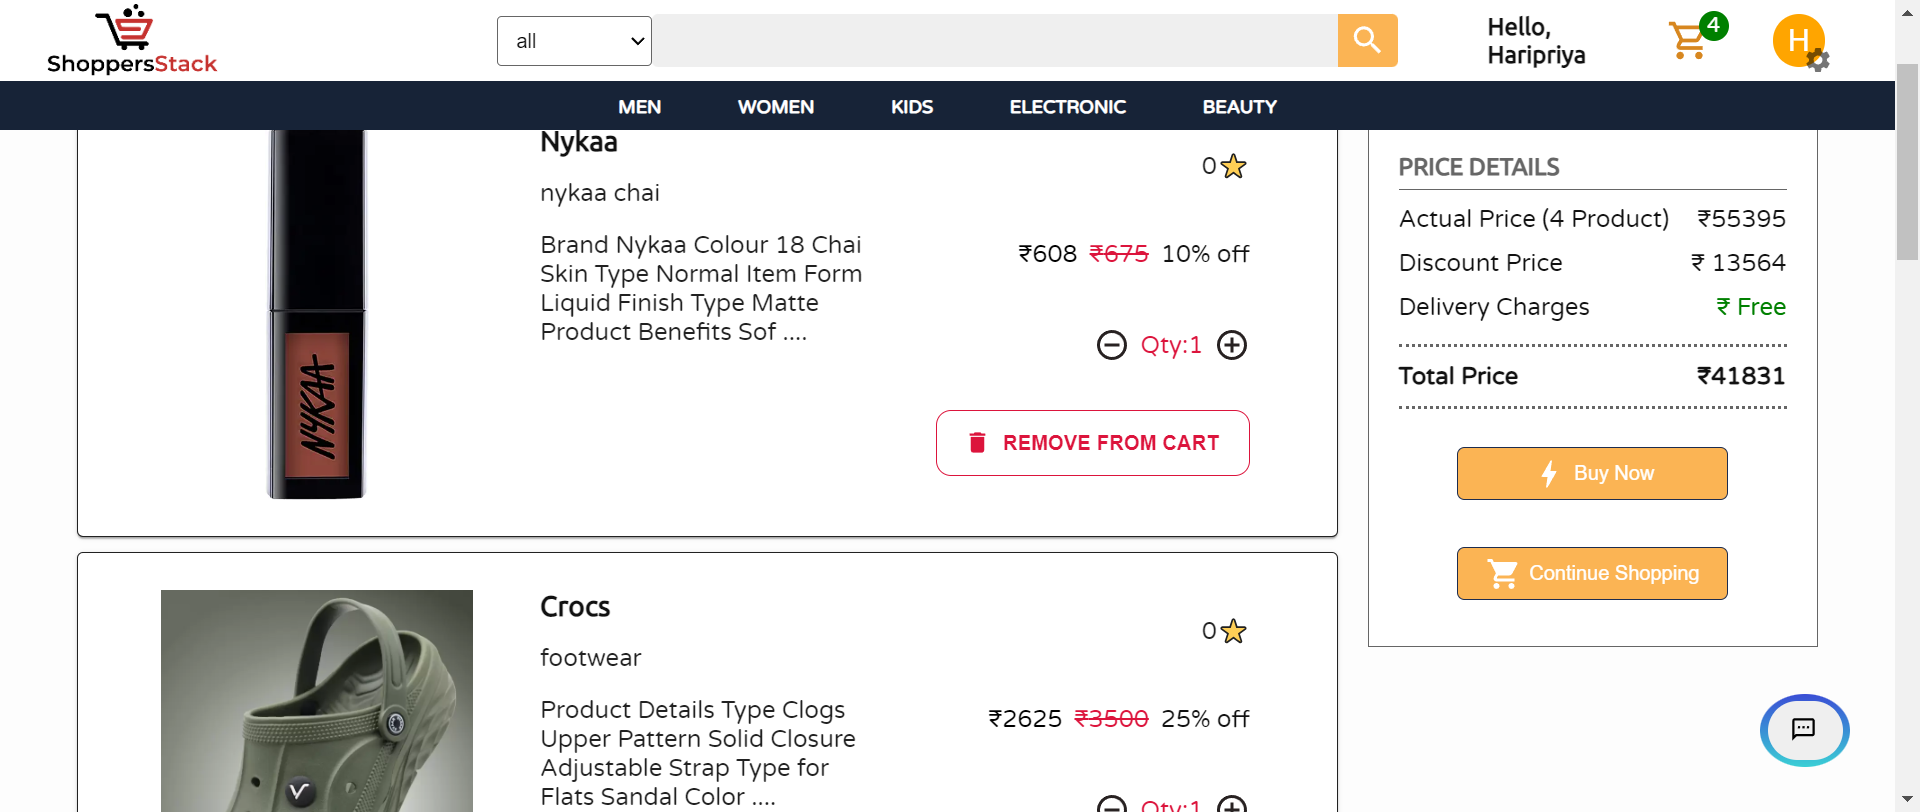 ShoppersStack
all
Hello,
Haripriya
4
H
MEN WOMEN KIDS ELECTRONIC BEAUTY
Nykaa
0
nykaa chai
Brand Nykaa Colour 18 Chai
Skin Type Normal Item Form
Liquid Finish Type Matte
Product Benefits Sof ....
₹608 ₹675 10% off
Qty:1
REMOVE FROM CART
NYKAA
Crocs
0
footwear
Product Details Type Clogs
Upper Pattern Solid Closure
Adjustable Strap Type for
Flats Sandal Color ....
₹2625 ₹3500 25% off
Qty:1
PRICE DETAILS
Actual Price (4 Product) ₹55395
Discount Price ₹ 13564
Delivery Charges ₹ Free
Total Price ₹41831
Buy Now
Continue Shopping